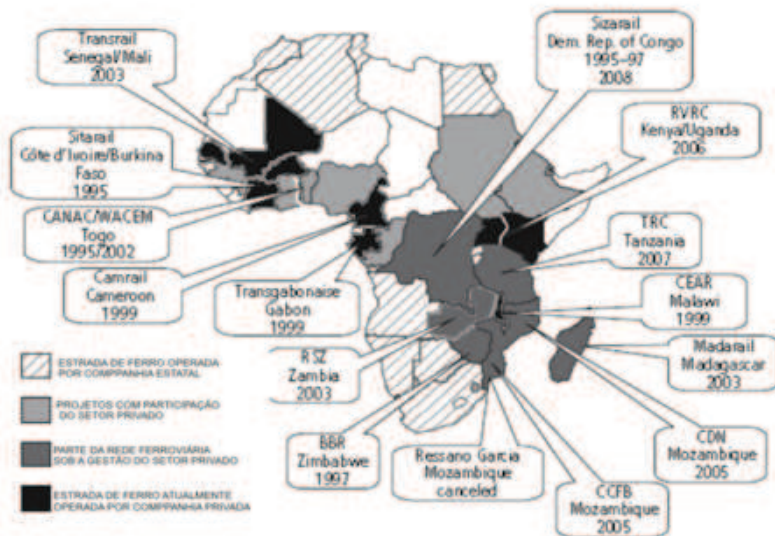 Transrail
Senegal/Mali
2003
Sitarail
Côte d'Ivoire/Burkina
Faso
1995
CANAC/WACEM
Togo
1995/2002
Camrail
Cameroon
1999
Transgabonaise
Gabon
1999
Sizarail
Dem. Rep. of Congo
1995–97
2008
RVRC
Kenya/Uganda
2006
TRC
Tanzania
2007
CEAR
Malawi
1999
Madarail
Madagascar
2003
CDN
Mozambique
2005
CCFB
Mozambique
2005
Ressano Garcia
Mozambique
canceled
BBR
Zimbabwe
1997
RSZ
Zambia
2003
ESTRADA DE FERRO OPERADA
POR COMPPANHIA ESTATAL
PROJETOS COM PARTICIPAÇÃO
DO SETOR PRIVADO
PARTE DA REDE FERROVIÁRIA
SOB A GESTÃO DO SETOR PRIVADO
ESTRADA DE FERRO ATUALMENTE
OPERADA POR COMPPANHIA PRIVADA